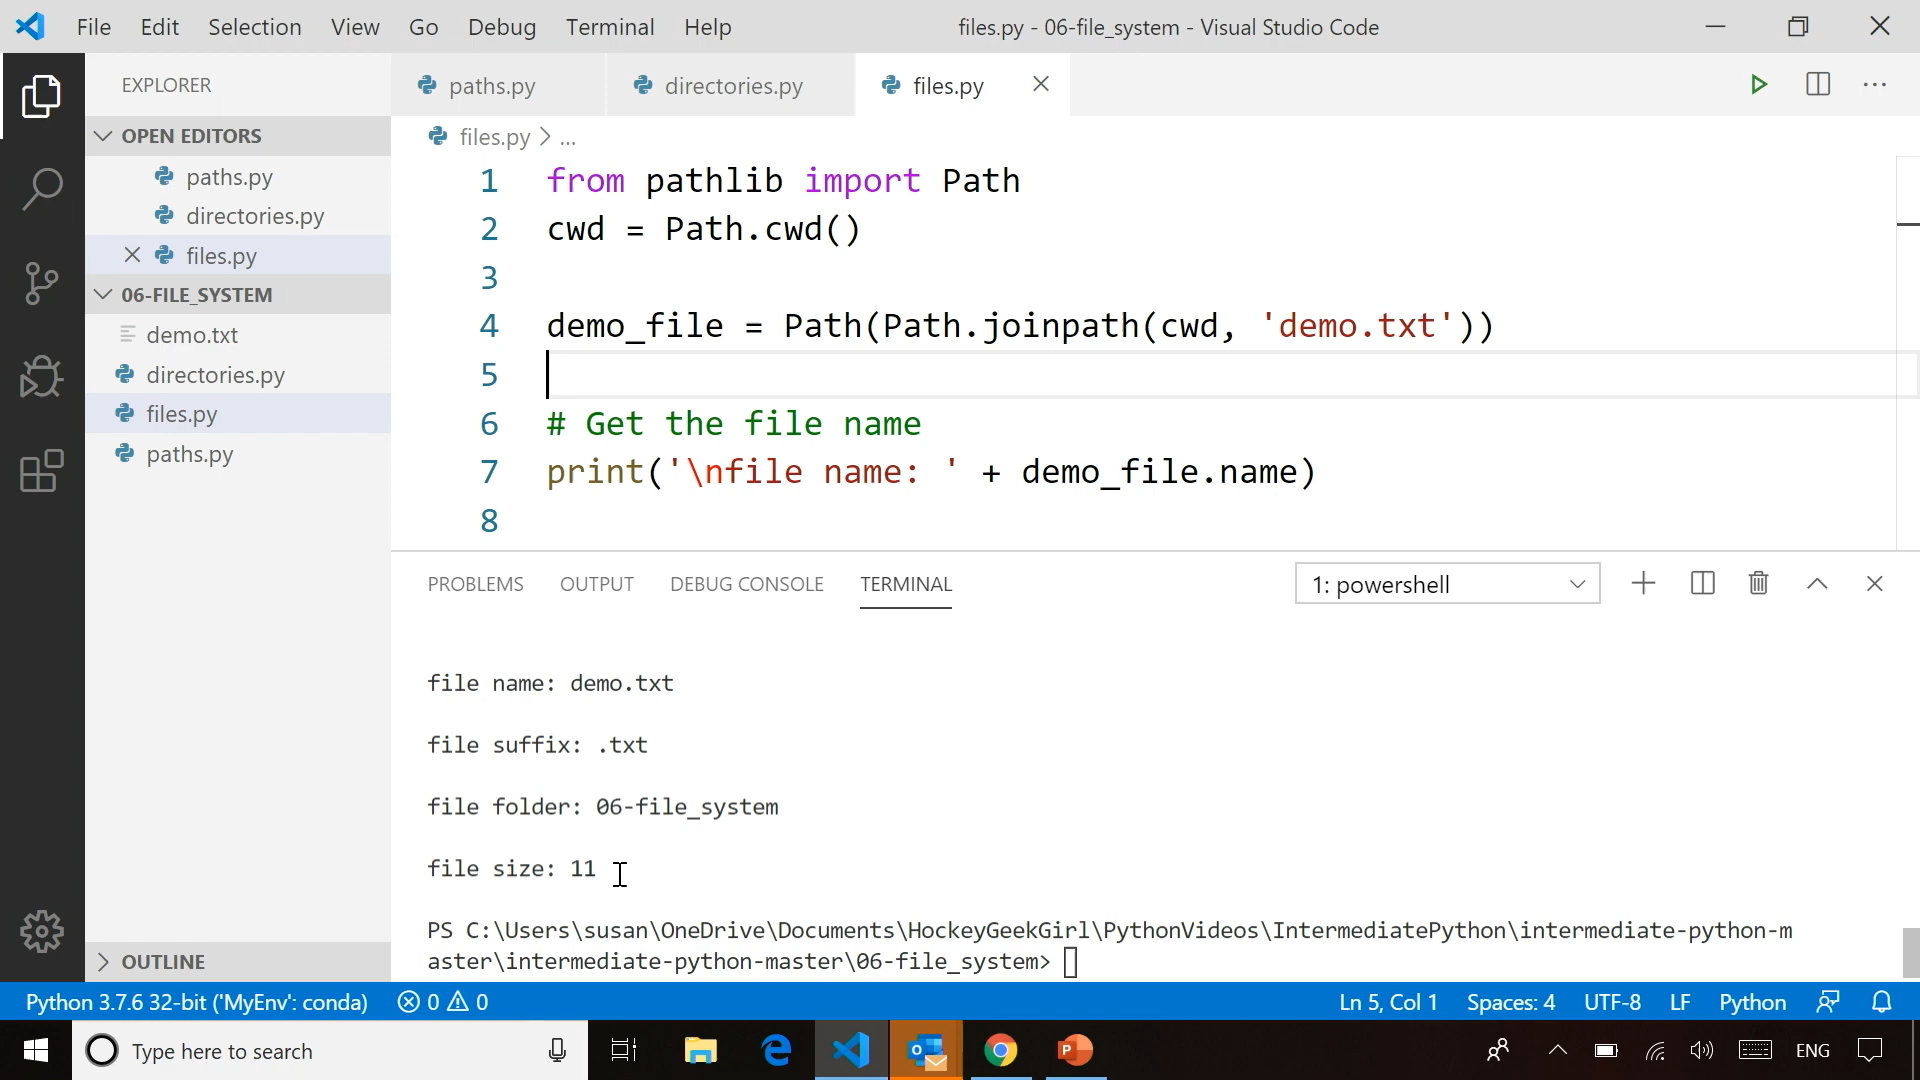 File Edit Selection View Go Debug Terminal Help
files.py - 06-file_system - Visual Studio Code
EXPLORER
OPEN EDITORS
paths.py
directories.py
files.py
06-FILE_SYSTEM
demo.txt
directories.py
files.py
paths.py
OUTLINE
paths.py directories.py files.py
files.py > ...
1 from pathlib import Path
2 cwd = Path.cwd()
3
4 demo_file = Path(Path.joinpath(cwd, 'demo.txt'))
5
6 # Get the file name
7 print('\nfile name: ' + demo_file.name)
8
PROBLEMS OUTPUT DEBUG CONSOLE TERMINAL
1: powershell
file name: demo.txt
file suffix: .txt
file folder: 06-file_system
file size: 11
PS C:\Users\susan\OneDrive\Documents\HockeyGeekGirl\PythonVideos\IntermediatePython\intermediate-python-m
aster\intermediate-python-master\06-file_system>
Python 3.7.6 32-bit ('MyEnv': conda) 0 0
Ln 5, Col 1 Spaces: 4 UTF-8 LF Python
Type here to search
ENG